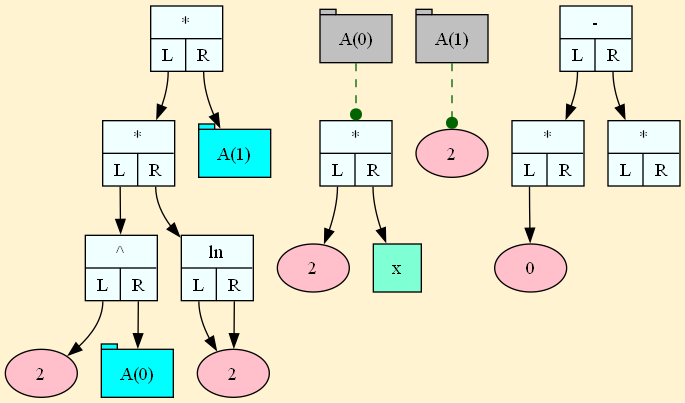 * A(0) A(1) -
L R
* A(1) * 2 * *
L R L R L R L R
^ ln 2 x 0
L R L R
2 A(0) 2